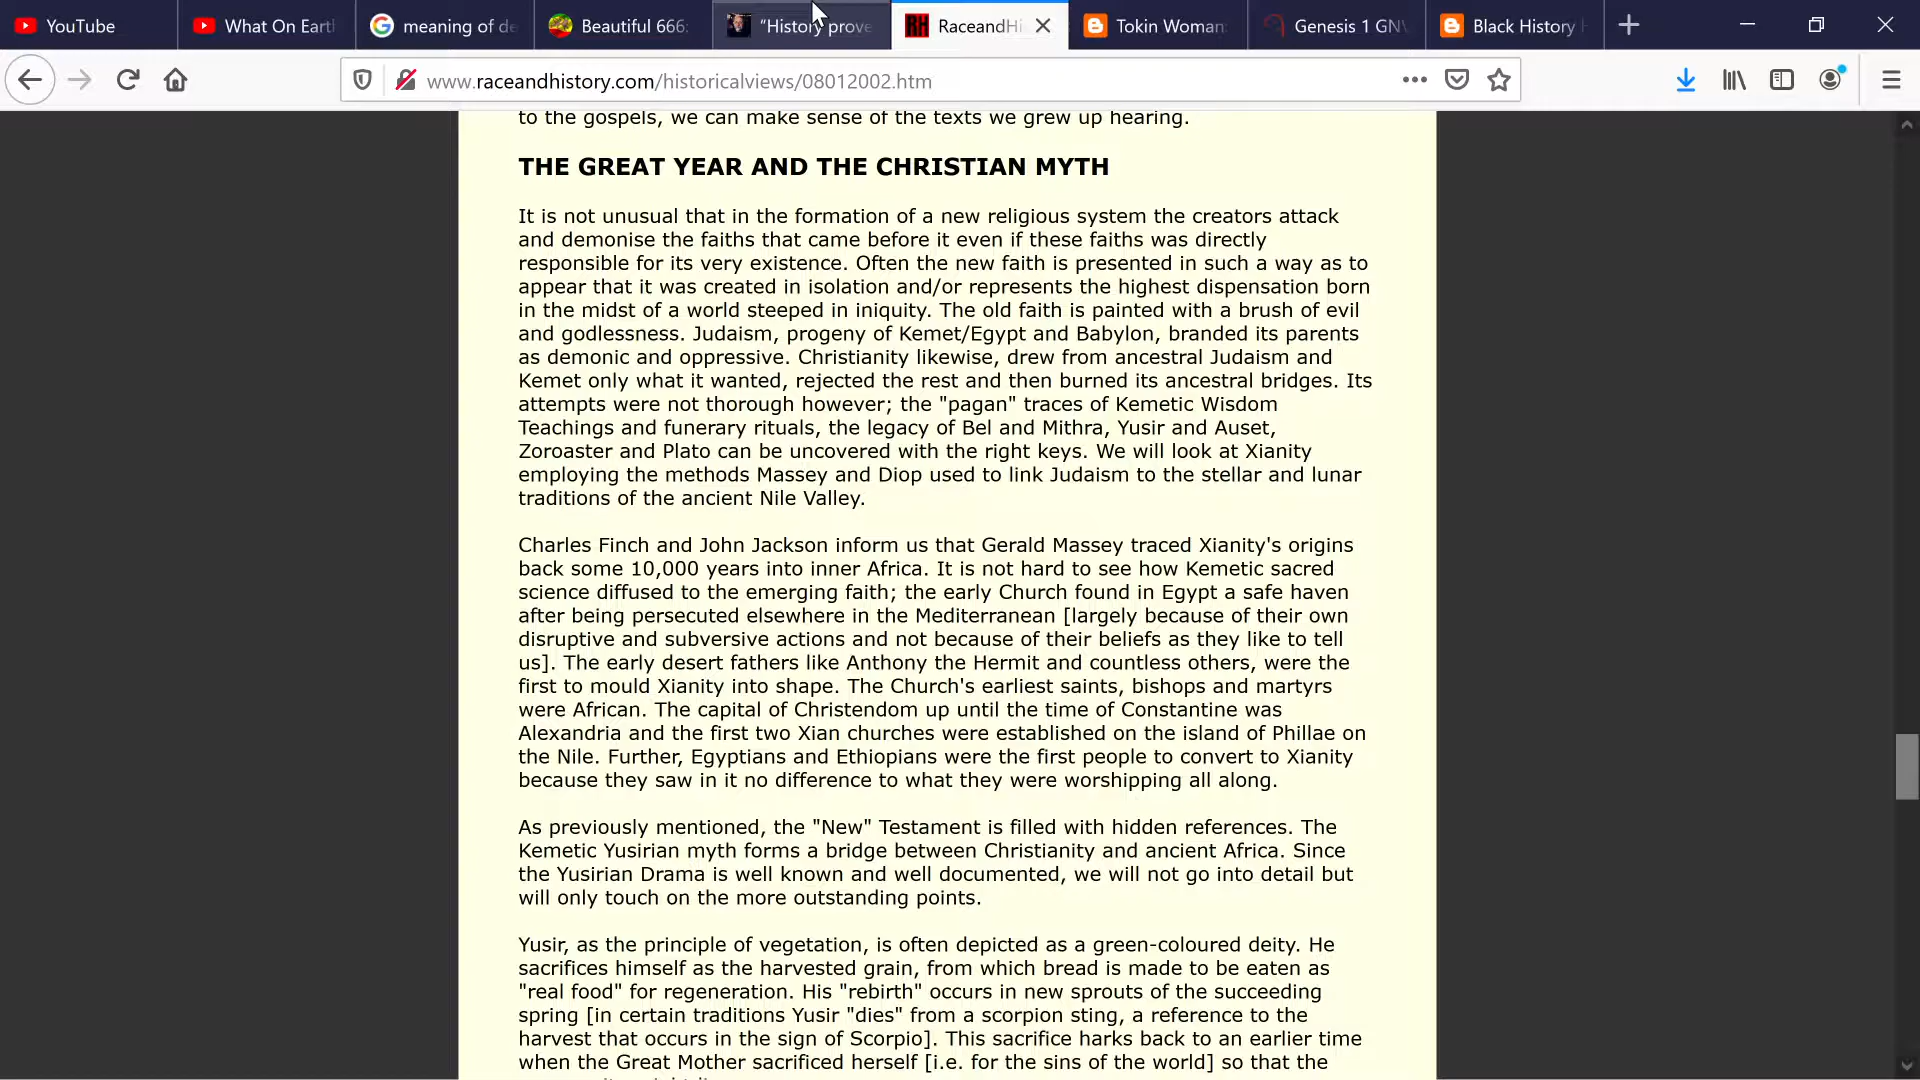 YouTube
What On Eart
meaning of de
Beautiful 666:
“History prove
RaceandHi
Tokin Woman:
Genesis 1 GNV
Black History
www.raceandhistory.com/historicalviews/08012002.htm
to the gospels, we can make sense of the texts we grew up hearing.
THE GREAT YEAR AND THE CHRISTIAN MYTH
It is not unusual that in the formation of a new religious system the creators attack
and demonise the faiths that came before it even if these faiths was directly
responsible for its very existence. Often the new faith is presented in such a way as to
appear that it was created in isolation and/or represents the highest dispensation born
in the midst of a world steeped in iniquity. The old faith is painted with a brush of evil
and godlessness. Judaism, progeny of Kemet/Egypt and Babylon, branded its parents
as demonic and oppressive. Christianity likewise, drew from ancestral Judaism and
Kemet only what it wanted, rejected the rest and then burned its ancestral bridges. Its
attempts were not thorough however; the "pagan" traces of Kemetic Wisdom
Teachings and funerary rituals, the legacy of Bel and Mithra, Yusir and Auset,
Zoroaster and Plato can be uncovered with the right keys. We will look at Xianity
employing the methods Massey and Diop used to link Judaism to the stellar and lunar
traditions of the ancient Nile Valley.
Charles Finch and John Jackson inform us that Gerald Massey traced Xianity's origins
back some 10,000 years into inner Africa. It is not hard to see how Kemetic sacred
science diffused to the emerging faith; the early Church found in Egypt a safe haven
after being persecuted elsewhere in the Mediterranean [largely because of their own
disruptive and subversive actions and not because of their beliefs as they like to tell
us]. The early desert fathers like Anthony the Hermit and countless others, were the
first to mould Xianity into shape. The Church's earliest saints, bishops and martyrs
were African. The capital of Christendom up until the time of Constantine was
Alexandria and the first two Xian churches were established on the island of Phillae on
the Nile. Further, Egyptians and Ethiopians were the first people to convert to Xianity
because they saw in it no difference to what they were worshipping all along.
As previously mentioned, the "New" Testament is filled with hidden references. The
Kemetic Yusirian myth forms a bridge between Christianity and ancient Africa. Since
the Yusirian Drama is well known and well documented, we will not go into detail but
will only touch on the more outstanding points.
Yusir, as the principle of vegetation, is often depicted as a green-coloured deity. He
sacrifices himself as the harvested grain, from which bread is made to be eaten as
"real food" for regeneration. His "rebirth" occurs in new sprouts of the succeeding
spring [in certain traditions Yusir "dies" from a scorpion sting, a reference to the
harvest that occurs in the sign of Scorpio]. This sacrifice harks back to an earlier time
when the Great Mother sacrificed herself [i.e. for the sins of the world] so that the